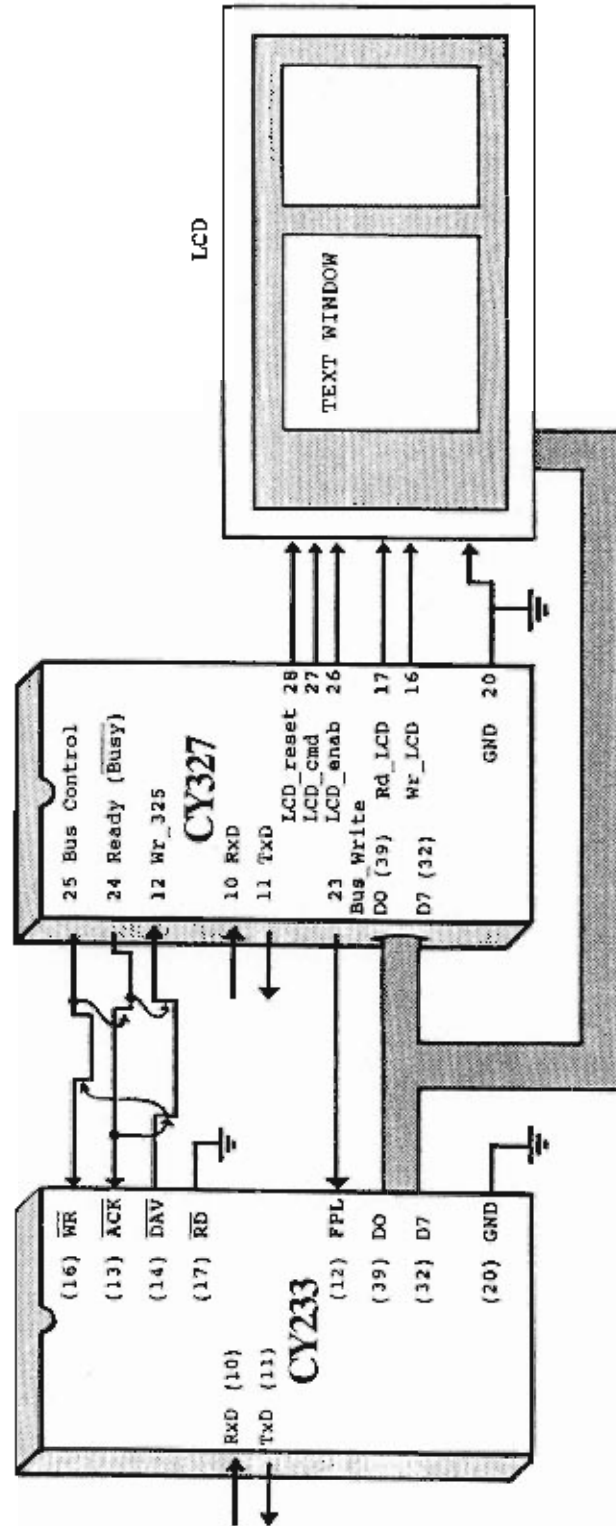 (16) WR
(13) ACK
(14) DAV
(17) RD
RxD (10)
TxD (11)
CY233
(12) FPL
(39) D0
(32) D7
(20) GND
25 Bus Control
24 Ready (Busy)
12 Wr_325
CY327
10 RxD
11 TxD
LCD_reset 28
LCD_cmd 27
LCD_enab 26
23
Bus_Write
D0 (39)
Rd_LCD 17
D7 (32)
Wr_LCD 16
GND 20
LCD
TEXT WINDOW